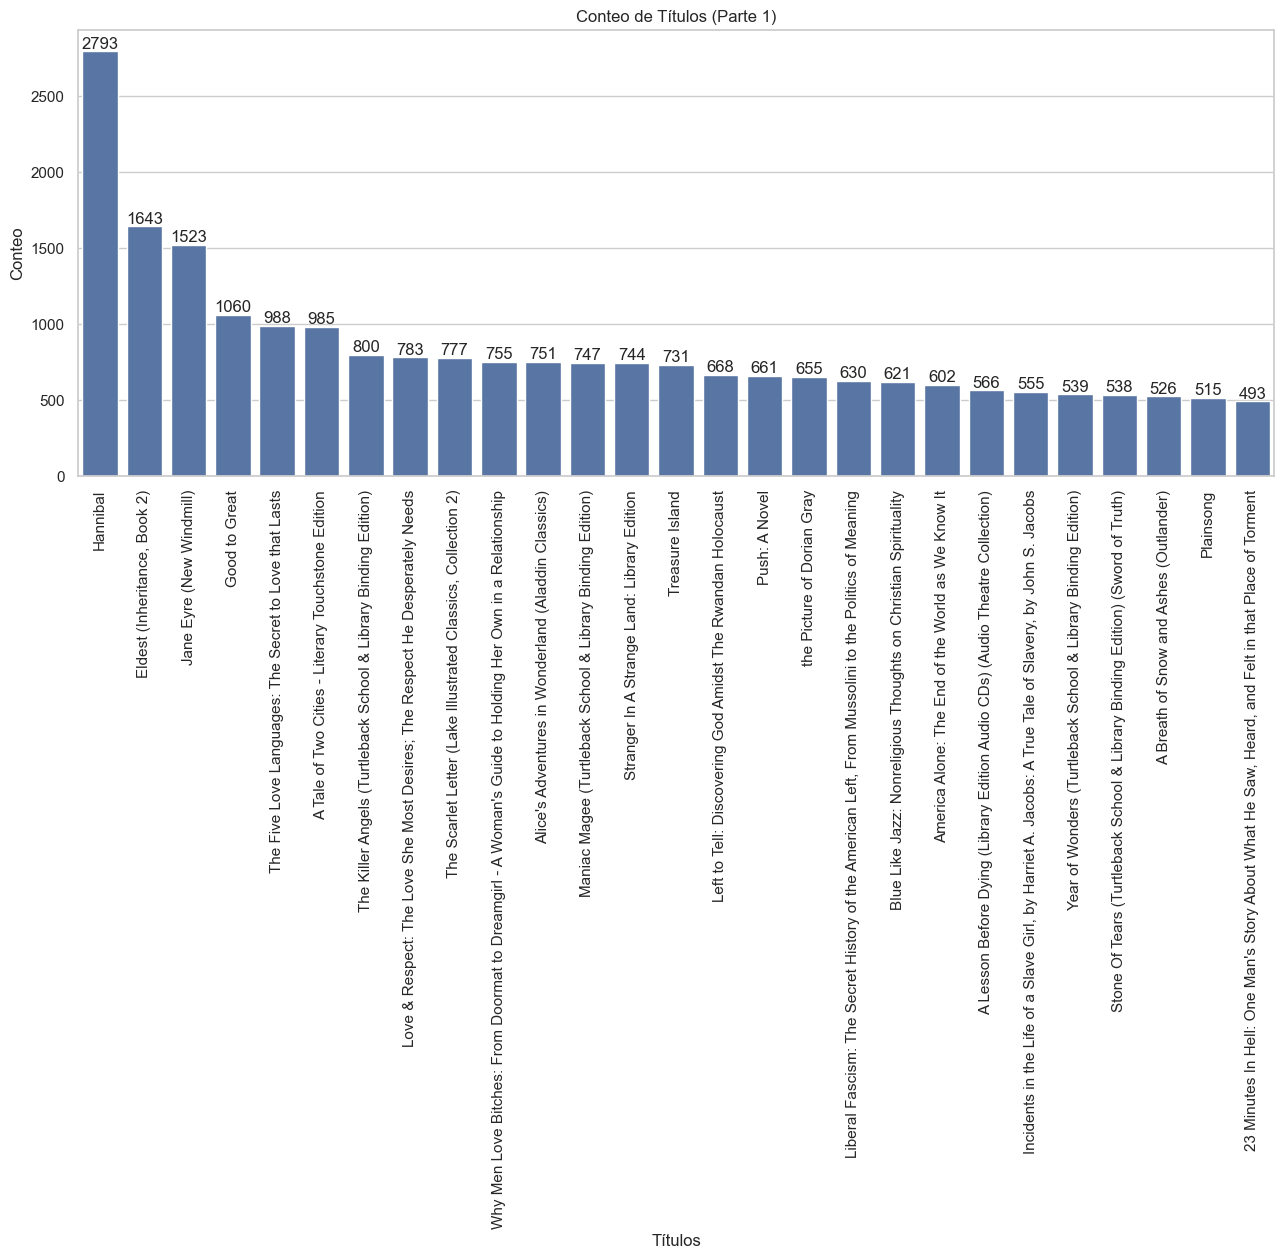 Conteo de Títulos (Parte 1)
Conteo
2500
2000
1500
1000
500
0
2793
1643
1523
1060
988
985
800
783
777
755
751
747
744
731
668
661
655
630
621
602
566
555
539
538
526
515
493
Hannibal
Eldest (Inheritance, Book 2)
Jane Eyre (New Windmill)
Good to Great
The Five Love Languages: The Secret to Love that Lasts
A Tale of Two Cities - Literary Touchstone Edition
The Killer Angels (Turtleback School & Library Binding Edition)
Love & Respect: The Love She Most Desires; The Respect He Desperately Needs
The Scarlet Letter (Lake Illustrated Classics, Collection 2)
Why Men Love Bitches: From Doormat to Dreamgirl - A Woman's Guide to Holding Her Own in a Relationship
Alice's Adventures in Wonderland (Aladdin Classics)
Maniac Magee (Turtleback School & Library Binding Edition)
Stranger In A Strange Land: Library Edition
Treasure Island
Left to Tell: Discovering God Amidst The Rwandan Holocaust
Push: A Novel
the Picture of Dorian Gray
Liberal Fascism: The Secret History of the American Left, From Mussolini to the Politics of Meaning
Blue Like Jazz: Nonreligious Thoughts on Christian Spirituality
America Alone: The End of the World as We Know It
A Lesson Before Dying (Library Edition Audio CDs) (Audio Theatre Collection)
Incidents in the Life of a Slave Girl, by Harriet A. Jacobs: A True Tale of Slavery, by John S. Jacobs
Year of Wonders (Turtleback School & Library Binding Edition)
Stone Of Tears (Turtleback School & Library Binding Edition) (Sword of Truth)
A Breath of Snow and Ashes (Outlander)
Plainsong
23 Minutes In Hell: One Man's Story About What He Saw, Heard, and Felt in that Place of Torment
Títulos